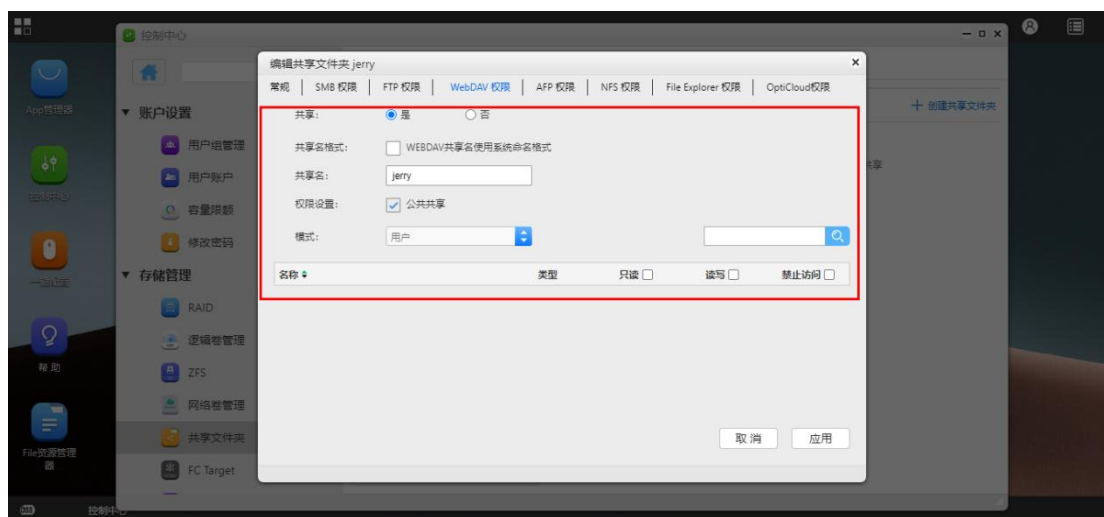 控制中心
编辑共享文件夹 jerry
常规 SMB 权限 FTP 权限 WebDAV 权限 AFP 权限 NFS 权限 File Explorer 权限 OptiCloud权限
App管理器
账户设置
共享: 是 否
创建共享文件夹
用户组管理
共享名格式: WEBDAV共享名使用系统命名格式
用户账户
共享名: jerry
享
控制中心
容量限额
权限设置: 公共共享
修改密码
模式: 用户
存储管理
名称 类型 只读 读写 禁止访问
RAID
逻辑卷管理
帮助
ZFS
网络卷管理
共享文件夹
取消 应用
File资源管理器
FC Target
控制中心